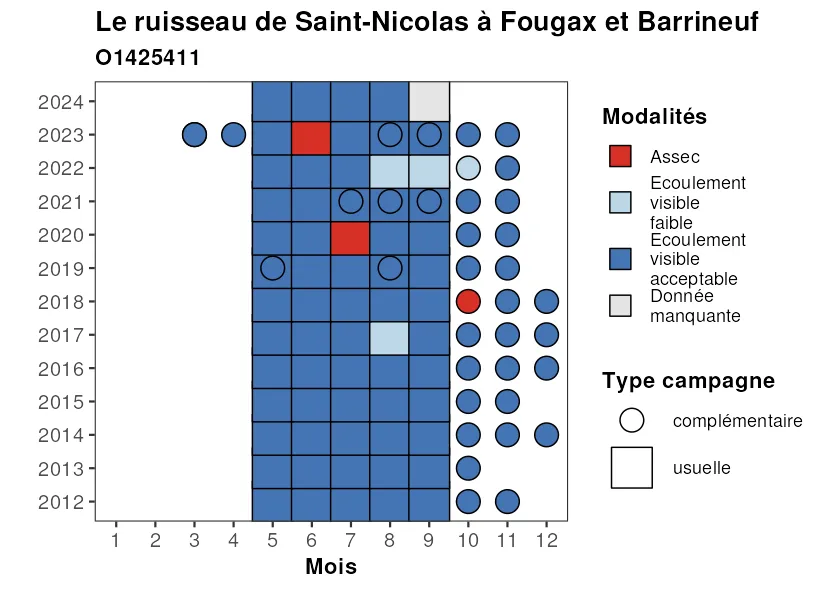 Le ruisseau de Saint-Nicolas à Fougax et Barrineuf
O1425411
2024
2023
2022
2021
2020
2019
2018
2017
2016
2015
2014
2013
2012
1 2 3 4 5 6 7 8 9 10 11 12
Mois
Modalités
Assec
Ecoulement
visible
faible
Ecoulement
visible
acceptable
Donnée
manquante
Type campagne
complémentaire
usuelle